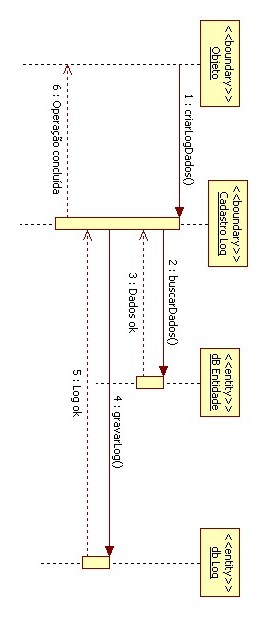 <<boundary>>
Objeto
<<boundary>>
Cadastro Log
<<entity>>
dB Entidade
<<entity>>
db Log
1 : criarLogDados()
2 : buscarDados()
3 : Dados ok
4 : gravarLog()
5 : Log ok
6 : Operação concluida